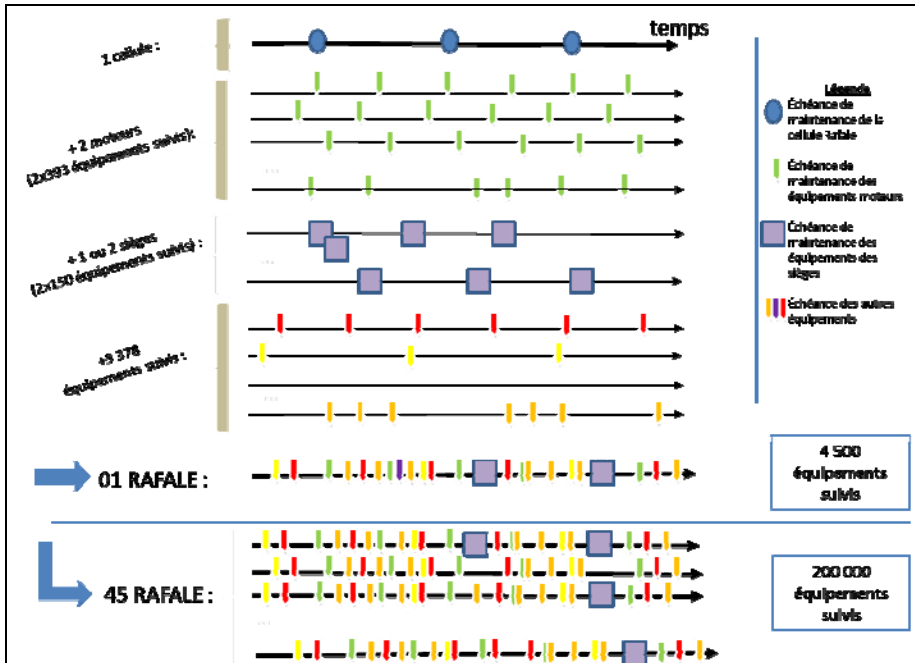 temps
1 cellule :
+ 2 moteurs
(2x393 équipements suivis):
+ 1 ou 2 sièges
(2x150 équipements suivis) :
+3 378
équipements suivis :
01 RAFALE :
45 RAFALE :
Légende
Échéance de
maintenance de la
cellule Rafale
Échéance de
maintenance des
équipements moteurs
Échéance de
maintenance des
équipements des
sièges
Échéance des autres
équipements
4 500
équipements
suivis
200 000
équipements
suivis